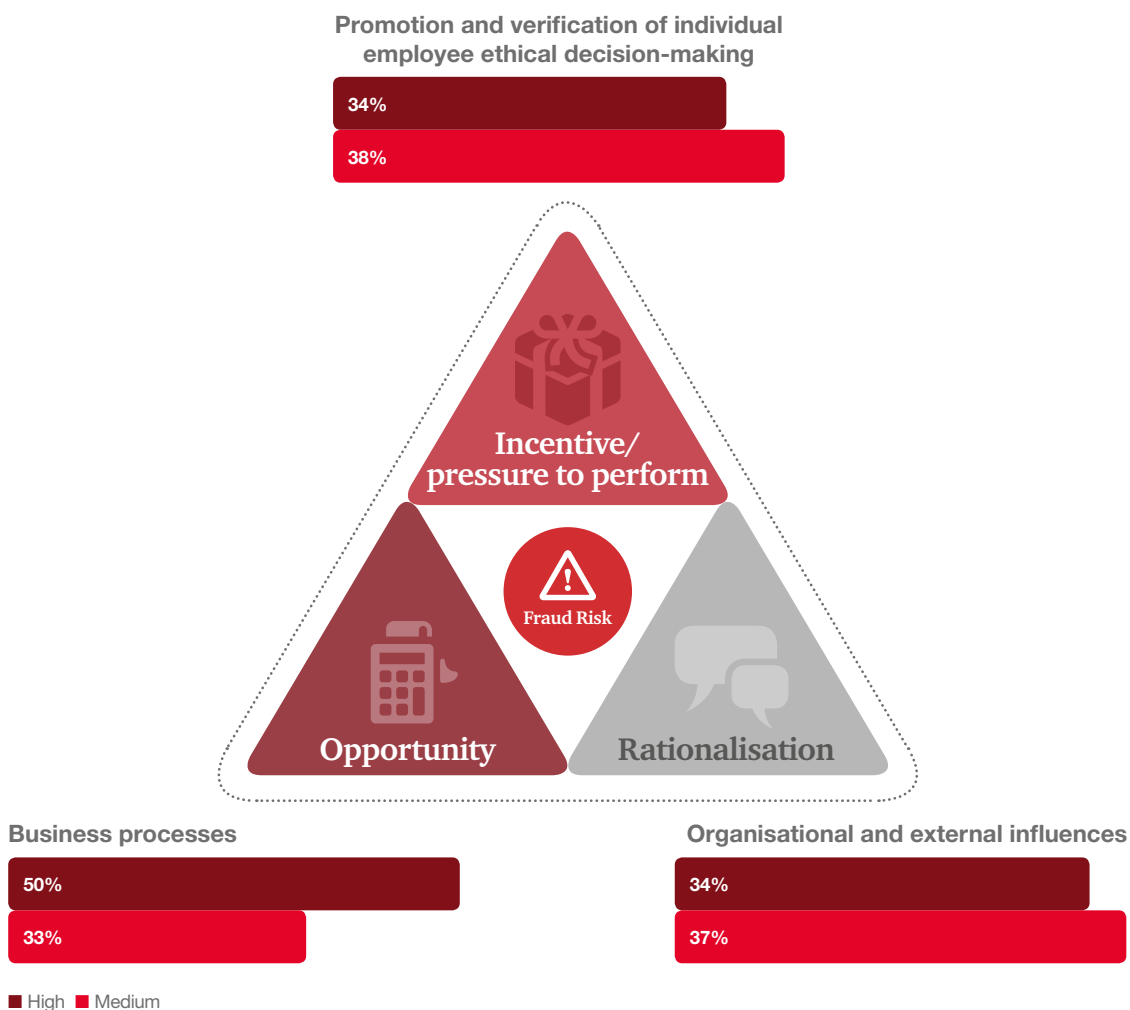 Promotion and verification of individual
employee ethical decision-making
34%
38%
Incentive/
pressure to perform
Fraud Risk
Opportunity
Rationalisation
Business processes
50%
33%
Organisational and external influences
34%
37%
High Medium